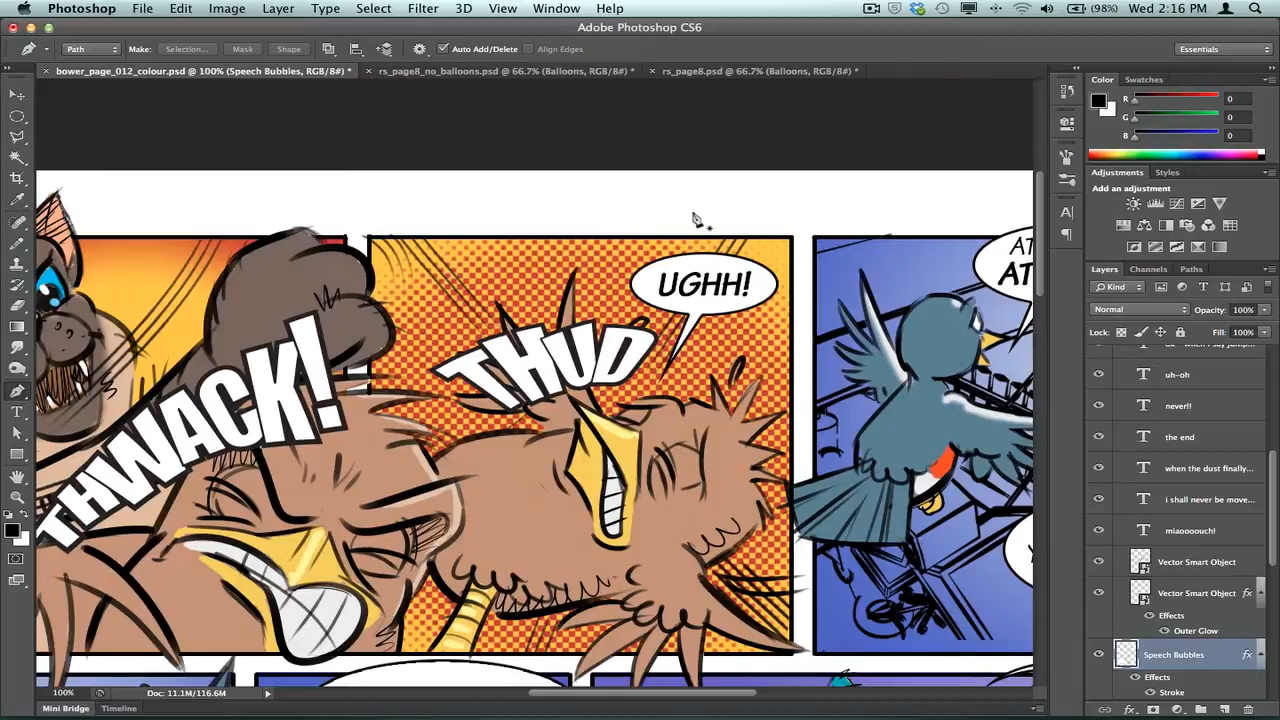 Photoshop File Edit Image Layer Type Select Filter 3D View Window Help (98%) Wed 2:16 PM
Adobe Photoshop CS6
Path Make: Selection... Mask Shape Auto Add/Delete Align Edges Essentials
bower_page_012_colour.psd @ 100% (Speech Bubbles, RGB/8#) * rs_page8_no_balloons.psd @ 66.7% (Balloons, RGB/8#) * rs_page8.psd @ 66.7% (Balloons, RGB/8#) *
Color Swatches
R 0
G 0
B 0
Adjustments Styles
Add an adjustment
Layers Channels Paths
Kind
Normal Opacity: 100%
Lock: Fill: 100%
uh-oh
never!!
the end
when the dust finally...
i shall never be move...
miaoooouch!
Vector Smart Object
Vector Smart Object fx
Effects
Outer Glow
Speech Bubbles fx
Effects
Stroke
UGHH!
THUD
THWACK!
AT
AT
100% Doc: 11.1M/116.6M
Mini Bridge Timeline